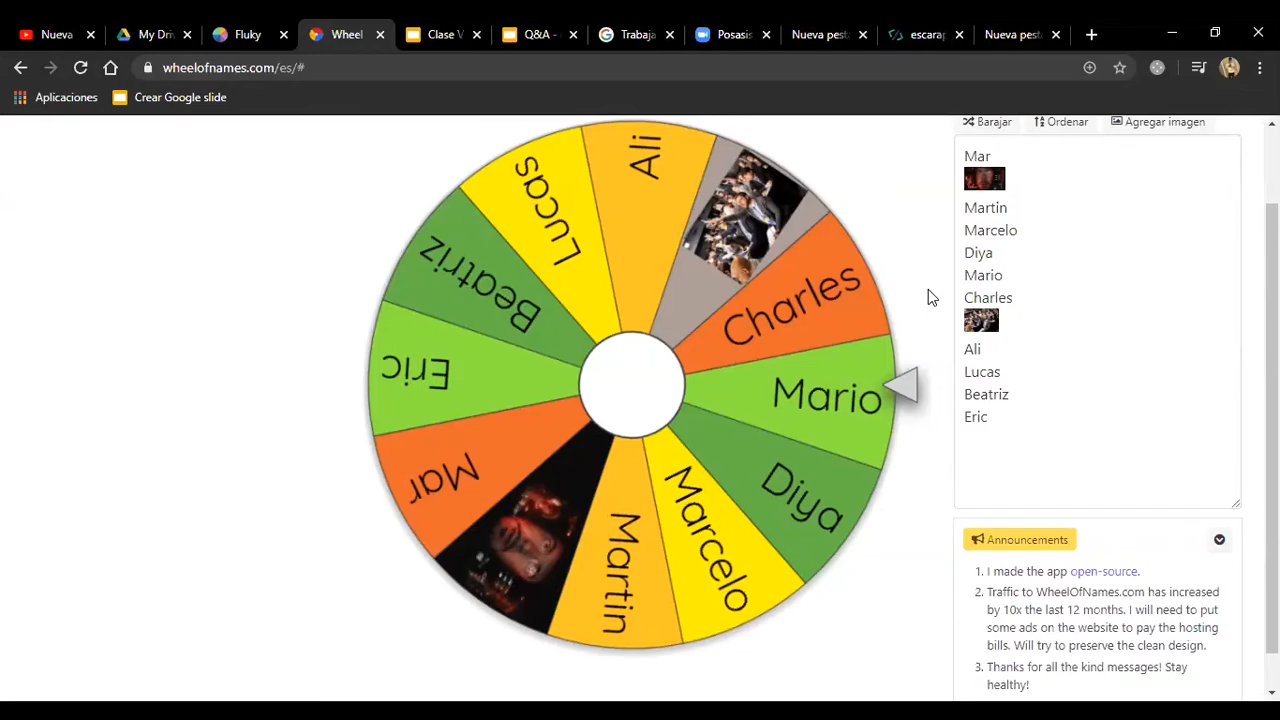 Nueva
My Dri
Fluky
Wheel
Clase V
Q&A -
Trabaja
Posasis
Nueva pest
escarap
Nueva pest
wheelofnames.com/es/#
Aplicaciones
Crear Google slide
Barajar
Ordenar
Agregar imagen
Mar
Martin
Marcelo
Diya
Mario
Charles
Ali
Lucas
Beatriz
Eric
Ali
Charles
Mario
Diya
Marcelo
Martin
Mar
Eric
Beatriz
Lucas
Announcements
1. I made the app open-source.
2. Traffic to WheelOfNames.com has increased
by 10x the last 12 months. I will need to put
some ads on the website to pay the hosting
bills. Will try to preserve the clean design.
3. Thanks for all the kind messages! Stay
healthy!